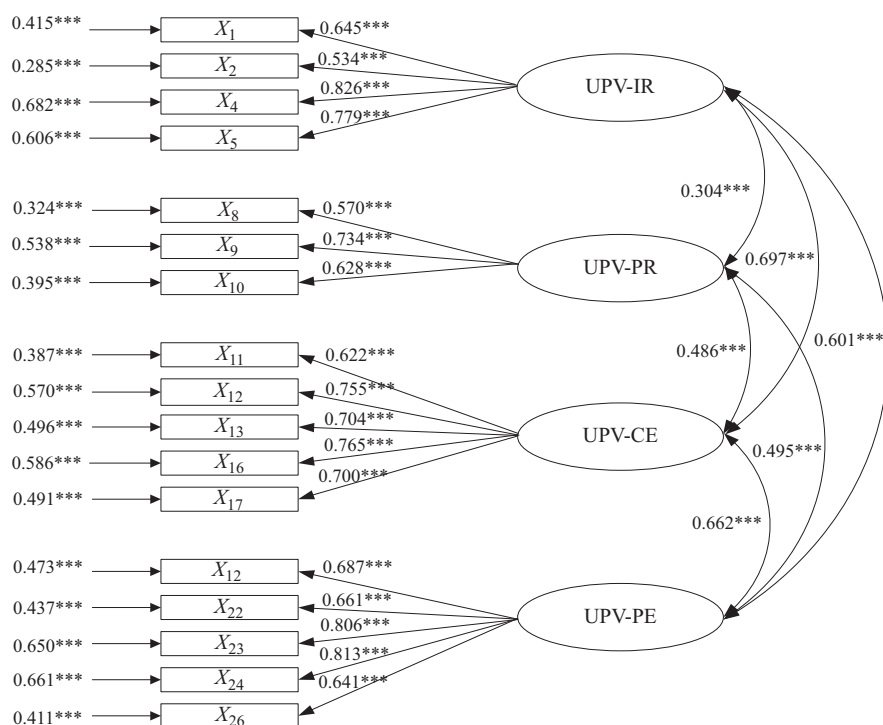 0.415*** X1 0.645***
0.285*** X2 0.534***
0.682*** X4 0.826***
0.606*** X5 0.779***
UPV-IR
0.324*** X8 0.570***
0.538*** X9 0.734***
0.395*** X10 0.628***
UPV-PR
0.387*** X11 0.622***
0.570*** X12 0.755***
0.496*** X13 0.704***
0.586*** X16 0.765***
0.491*** X17 0.700***
UPV-CE
0.473*** X12 0.687***
0.437*** X22 0.661***
0.650*** X23 0.806***
0.661*** X24 0.813***
0.411*** X26 0.641***
UPV-PE
0.304***
0.697***
0.601***
0.486***
0.495***
0.662***